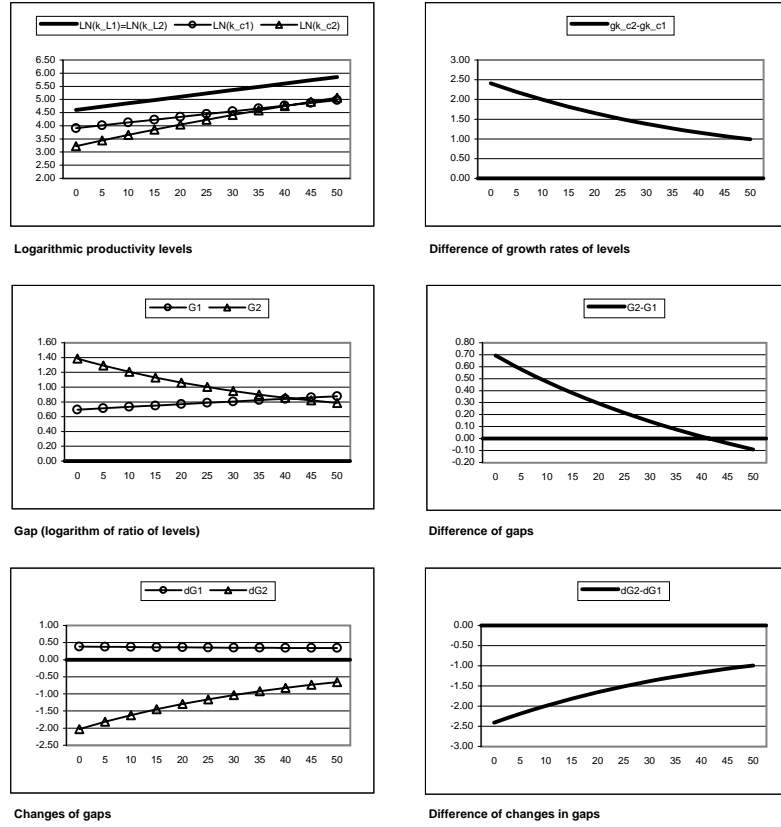 LN(k_L1)=LN(k_L2) LN(k_c1) LN(k_c2)
6.50
6.00
5.50
5.00
4.50
4.00
3.50
3.00
2.50
2.00
0 5 10 15 20 25 30 35 40 45 50
Logarithmic productivity levels
gk_c2-gk_c1
3.00
2.50
2.00
1.50
1.00
0.50
0.00
0 5 10 15 20 25 30 35 40 45 50
Difference of growth rates of levels
G1 G2
1.60
1.40
1.20
1.00
0.80
0.60
0.40
0.20
0.00
0 5 10 15 20 25 30 35 40 45 50
Gap (logarithm of ratio of levels)
G2-G1
0.80
0.70
0.60
0.50
0.40
0.30
0.20
0.10
0.00
-0.10
-0.20
0 5 10 15 20 25 30 35 40 45 50
Difference of gaps
dG1 dG2
1.00
0.50
0.00
-0.50
-1.00
-1.50
-2.00
-2.50
0 5 10 15 20 25 30 35 40 45 50
Changes of gaps
dG2-dG1
0.00
-0.50
-1.00
-1.50
-2.00
-2.50
-3.00
0 5 10 15 20 25 30 35 40 45 50
Difference of changes in gaps